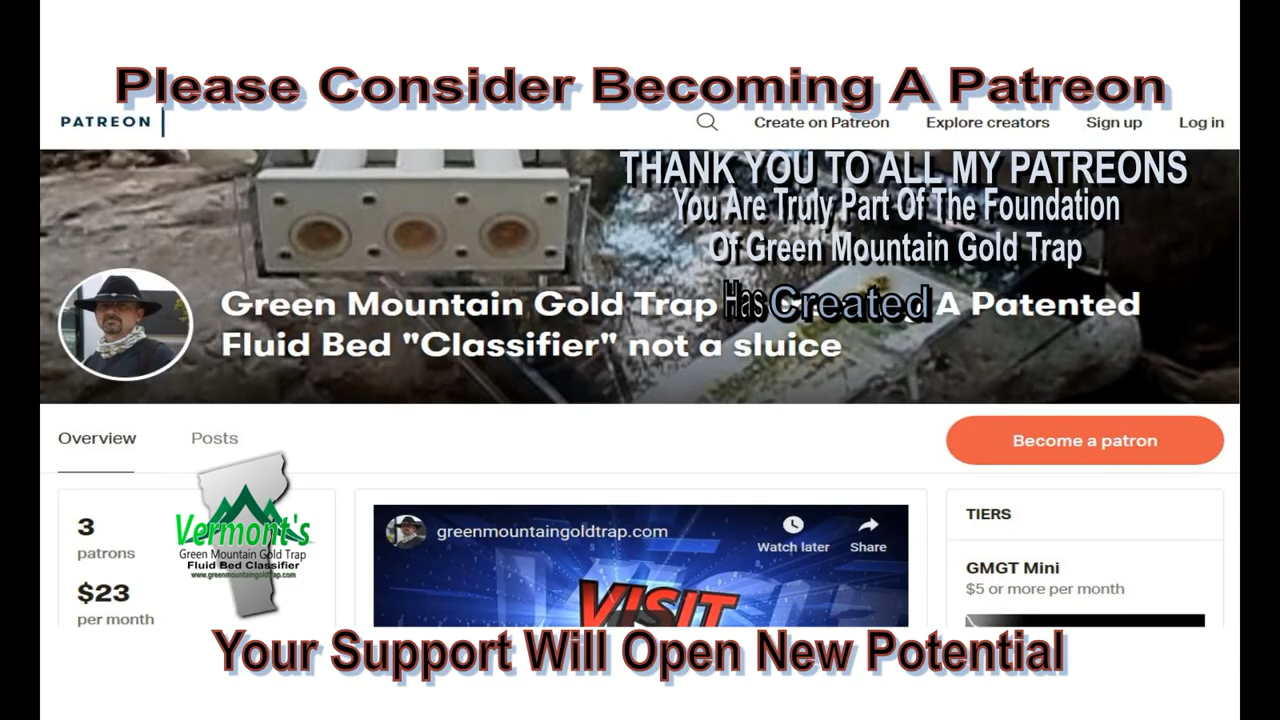 Please Consider Becoming A Patreon
PATREON
Create on Patreon
Explore creators
Sign up
Log in
THANK YOU TO ALL MY PATREONS
You Are Truly Part Of The Foundation
Of Green Mountain Gold Trap
Green Mountain Gold Trap Has Created A Patented
Fluid Bed "Classifier" not a sluice
Overview
Posts
Become a patron
3
patrons
$23
per month
Vermont's
Green Mountain Gold Trap
Fluid Bed Classifier
www.greenmountaingoldtrap.com
greenmountaingoldtrap.com
Watch later
Share
VISIT
TIERS
GMGT Mini
$5 or more per month
Your Support Will Open New Potential